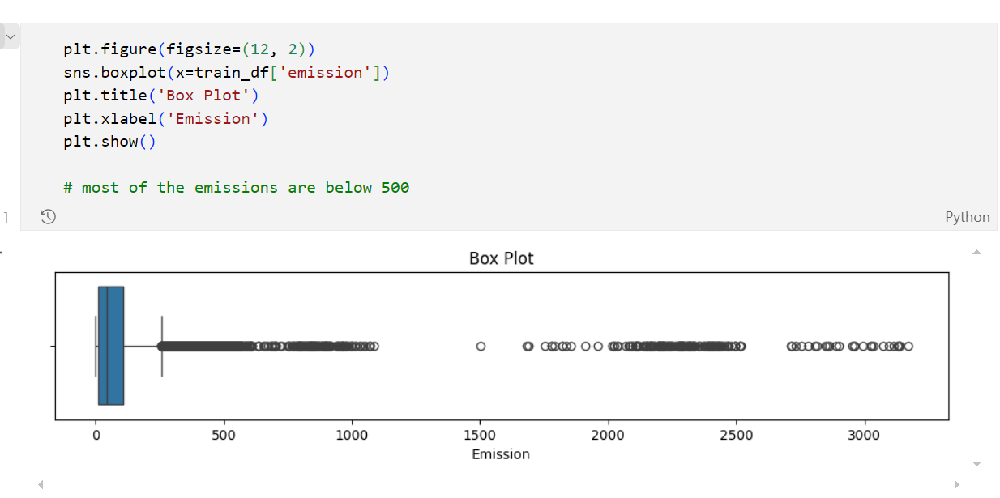 plt.figure(figsize=(12, 2))
sns.boxplot(x=train_df['emission'])
plt.title('Box Plot')
plt.xlabel('Emission')
plt.show()
# most of the emissions are below 500
]
Python
Box Plot
0 500 1000 1500 2000 2500 3000
Emission